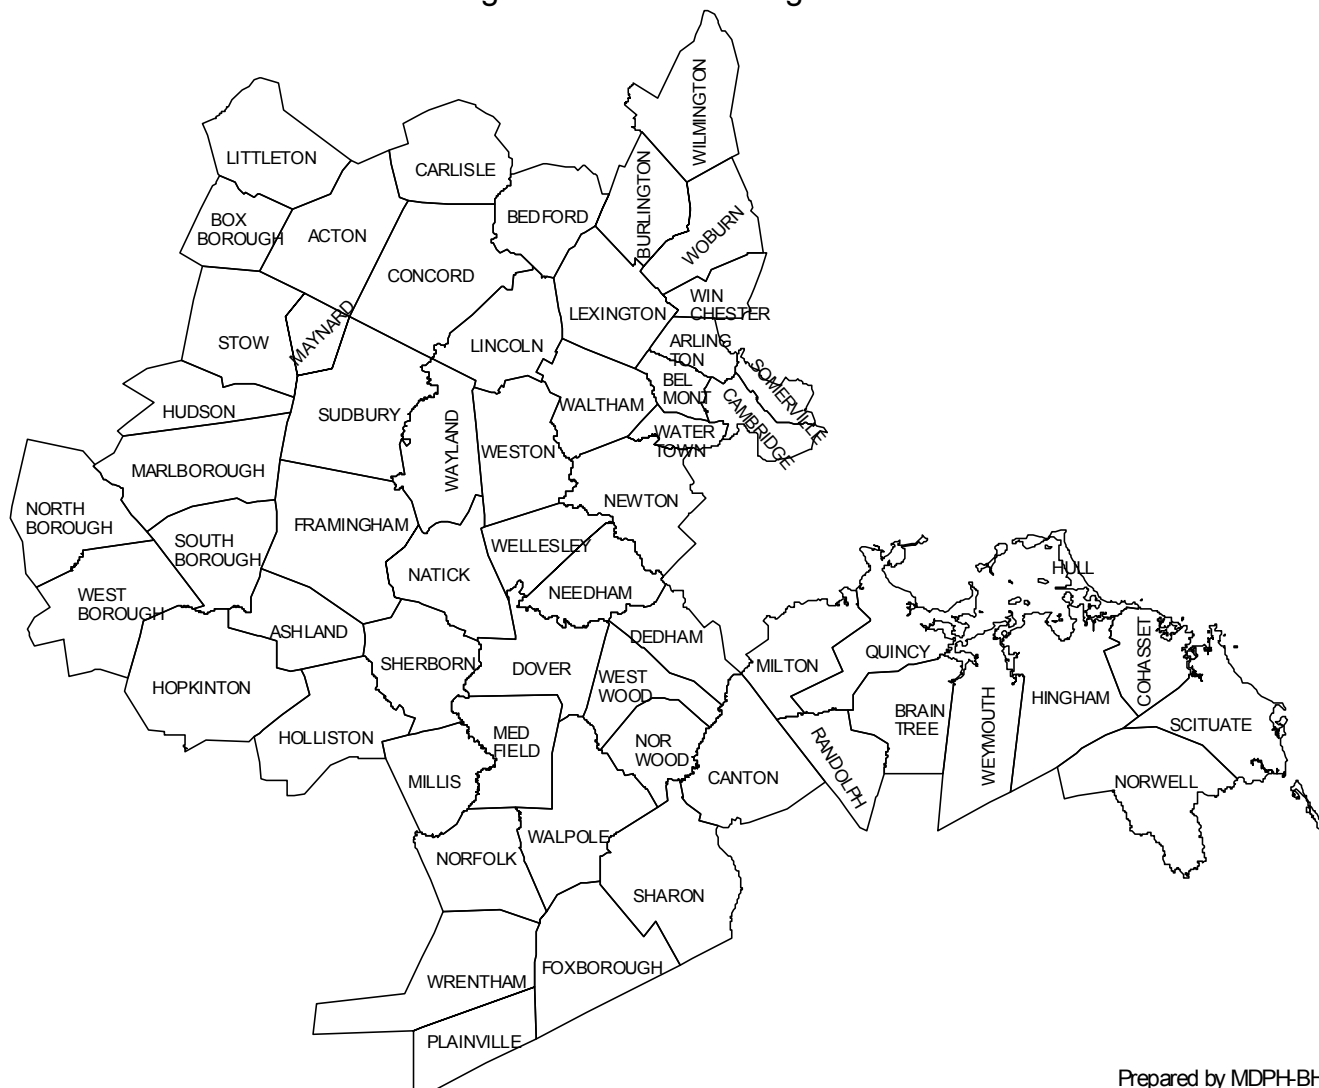 WILMINGTON
LITTLETON
CARLISLE
BURLINGTON
BOX
BOROUGH
ACTON
BEDFORD
WOBURN
CONCORD
WIN
CHESTER
LEXINGTON
STOW
MAYNARD
LINCOLN
ARLING
TON
SOMERVILLE
BEL
MONT
HUDSON
SUDBURY
WAYLAND
WALTHAM
CAMBRIDGE
WATER
TOWN
MARLBOROUGH
WESTON
NORTH
BOROUGH
FRAMINGHAM
NEWTON
SOUTH
BOROUGH
WELLESLEY
HULL
NATICK
WEST
BOROUGH
NEEDHAM
ASHLAND
DEDHAM
SHERBORN
DOVER
WEST
WOOD
MILTON
QUINCY
COHASSET
HOPKINTON
HINGHAM
HOLLISTON
MED
FIELD
NOR
WOOD
BRAIN
TREE
WEYMOUTH
SCITUATE
MILLIS
CANTON
RANDOLPH
NORWELL
WALPOLE
NORFOLK
SHARON
WRENTHAM
FOXBOROUGH
PLAINVILLE
Prepared by MDPH-BH